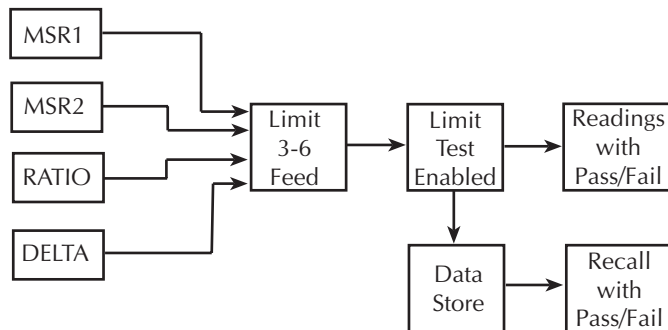 MSR1
MSR2
RATIO
DELTA
Limit
3-6
Feed
Limit
Test
Enabled
Readings
with
Pass/Fail
Data
Store
Recall
with
Pass/Fail